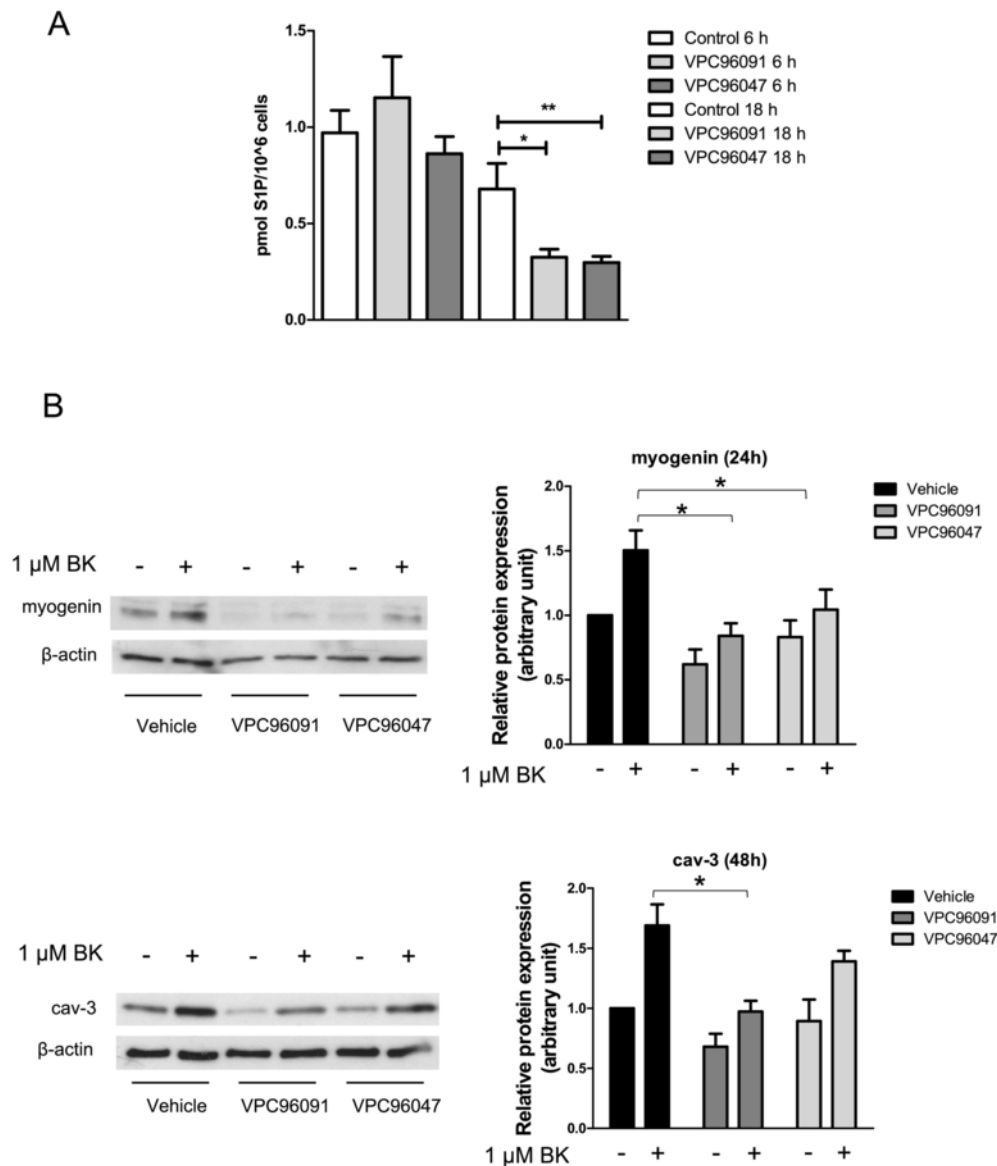 A
1.5
1.0
0.5
0.0
pmol S1P/10^6 cells
**
*
Control 6 h
VPC96091 6 h
VPC96047 6 h
Control 18 h
VPC96091 18 h
VPC96047 18 h
B
1 µM BK - + - + - +
myogenin
β-actin
Vehicle VPC96091 VPC96047
myogenin (24h)
2.0
1.5
1.0
0.5
0.0
Relative protein expression
(arbitrary unit)
*
*
Vehicle
VPC96091
VPC96047
1 µM BK - + - + - +
1 µM BK - + - + - +
cav-3
β-actin
Vehicle VPC96091 VPC96047
cav-3 (48h)
2.0
1.5
1.0
0.5
0.0
Relative protein expression
(arbitrary unit)
*
Vehicle
VPC96091
VPC96047
1 µM BK - + - + - +